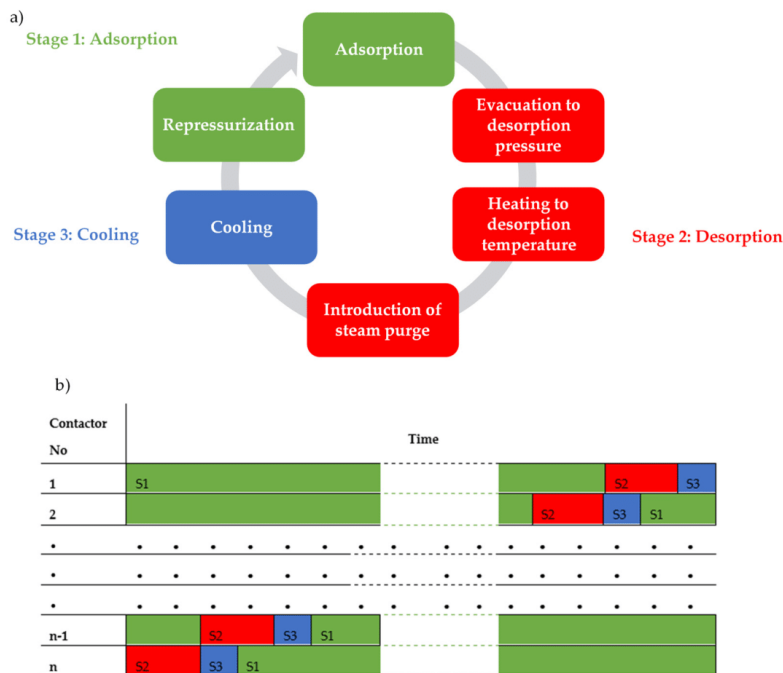 a)
Stage 1: Adsorption
Adsorption
Repressurization
Evacuation to
desorption
pressure
Stage 3: Cooling
Cooling
Heating to
desorption
temperature
Stage 2: Desorption
Introduction of
steam purge
b)
Contactor
No
Time
1 S1 S2 S3
2 S2 S3 S1
n-1 S2 S3 S1
n S2 S3 S1